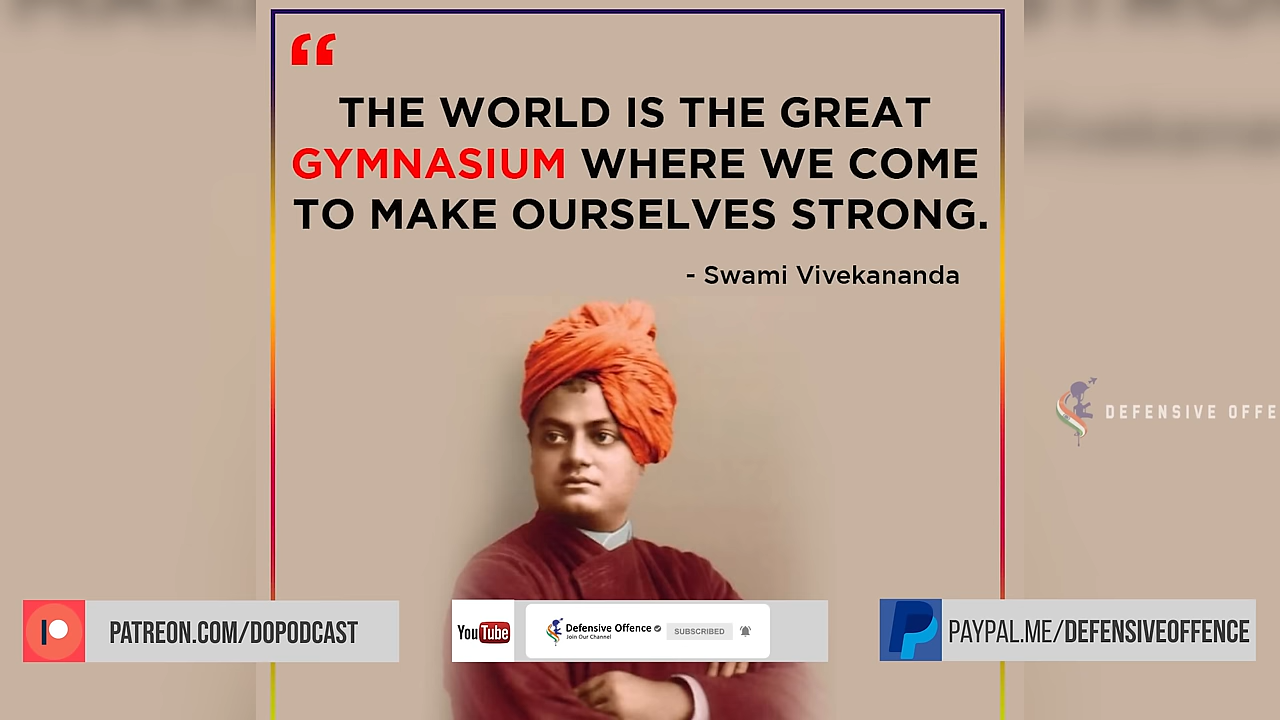 “
THE WORLD IS THE GREAT
GYMNASIUM WHERE WE COME
TO MAKE OURSELVES STRONG.
- Swami Vivekananda
DEFENSIVE OFFE
PATREON.COM/DOPODCAST
YouTube
Defensive Offence
Join Our Channel
SUBSCRIBED
PAYPAL.ME/DEFENSIVEOFFENCE